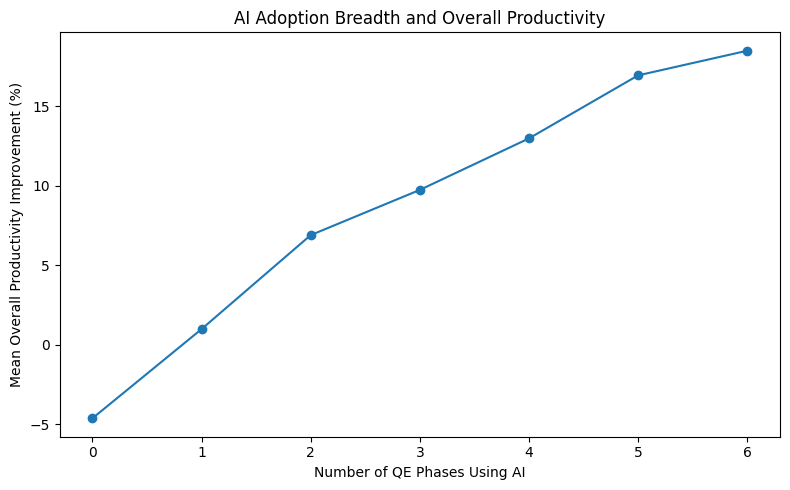 AI Adoption Breadth and Overall Productivity
Mean Overall Productivity Improvement (%)
15
10
5
0
−5
0 1 2 3 4 5 6
Number of QE Phases Using AI